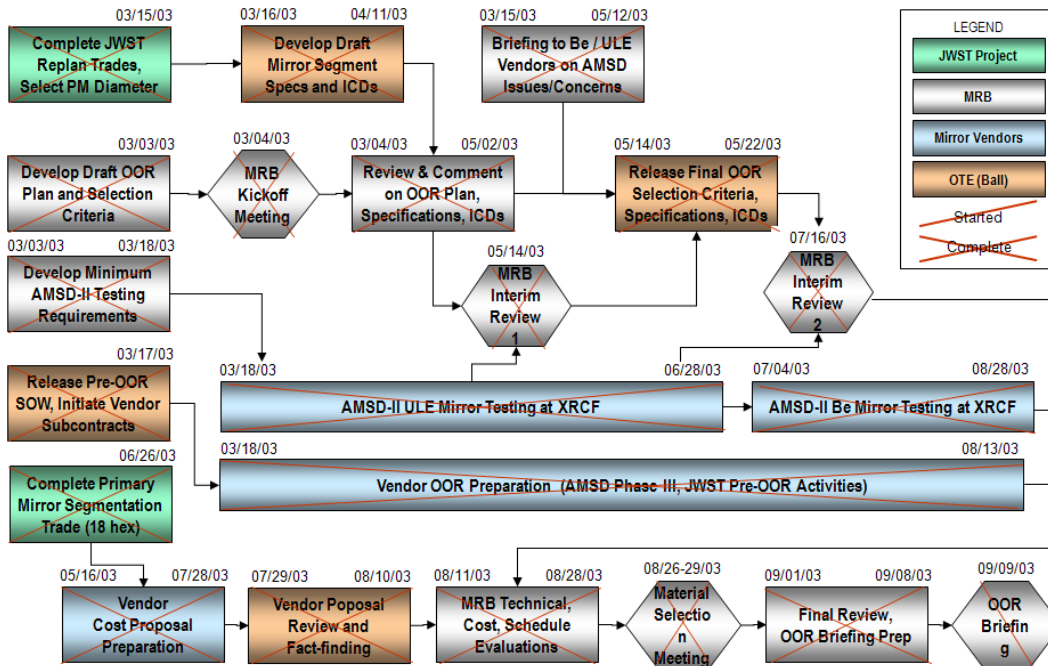 03/15/03
Complete JWST
Replan Trades,
Select PM Diameter
03/16/03 04/11/03
Develop Draft
Mirror Segment
Specs and ICDs
03/15/03 05/12/03
Briefing to Be / ULE
Vendors on AMSD
Issues/Concerns
LEGEND
JWST Project
MRB
Mirror Vendors
OTE (Ball)
Started
Complete
03/03/03
Develop Draft OOR
Plan and Selection
Criteria
03/04/03
MRB
Kickoff
Meeting
03/04/03 05/02/03
Review & Comment
on OOR Plan,
Specifications, ICDs
05/14/03 05/22/03
Release Final OOR
Selection Criteria,
Specifications, ICDs
03/03/03 03/18/03
Develop Minimum
AMSD-II Testing
Requirements
05/14/03
MRB
Interim
Review
1
07/16/03
MRB
Interim
Review
2
03/17/03
Release Pre-OOR
SOW, Initiate Vendor
Subcontracts
03/18/03 06/28/03
AMSD-II ULE Mirror Testing at XRCF
07/04/03 08/28/03
AMSD-II Be Mirror Testing at XRCF
03/18/03 08/13/03
Vendor OOR Preparation (AMSD Phase III, JWST Pre-OOR Activities)
06/26/03
Complete Primary
Mirror Segmentation
Trade (18 hex)
05/16/03 07/28/03
Vendor
Cost Proposal
Preparation
07/29/03 08/10/03
Vendor Poposal
Review and
Fact-finding
08/11/03 08/28/03
MRB Technical,
Cost, Schedule
Evaluations
08/26-29/03
Material
Selectio
n
Meeting
09/01/03 09/08/03
Final Review,
OOR Briefing Prep
09/09/03
OOR
Briefin
g